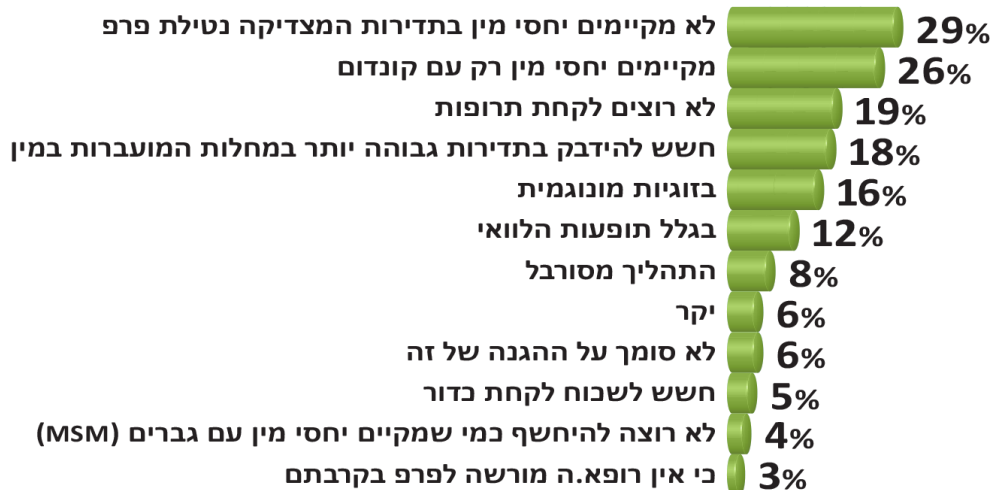 לא מקיימים יחסי מין בתדירות המצדיקה נטילת פרפ 29%
מקיימים יחסי מין רק עם קונדום 26%
לא רוצים לקחת תרופות 19%
חשש להידבק בתדירות גבוהה יותר במחלות המועברות במין 18%
בזוגיות מונוגמית 16%
בגלל תופעות הלוואי 12%
התהליך מסורבל 8%
יקר 6%
לא סומך על ההגנה של זה 6%
חשש לשכוח לקחת כדור 5%
לא רוצה להיחשף כמי שמקיים יחסי מין עם גברים (MSM) 4%
כי אין רופא.ה מורשה לפרפ בקרבתם 3%